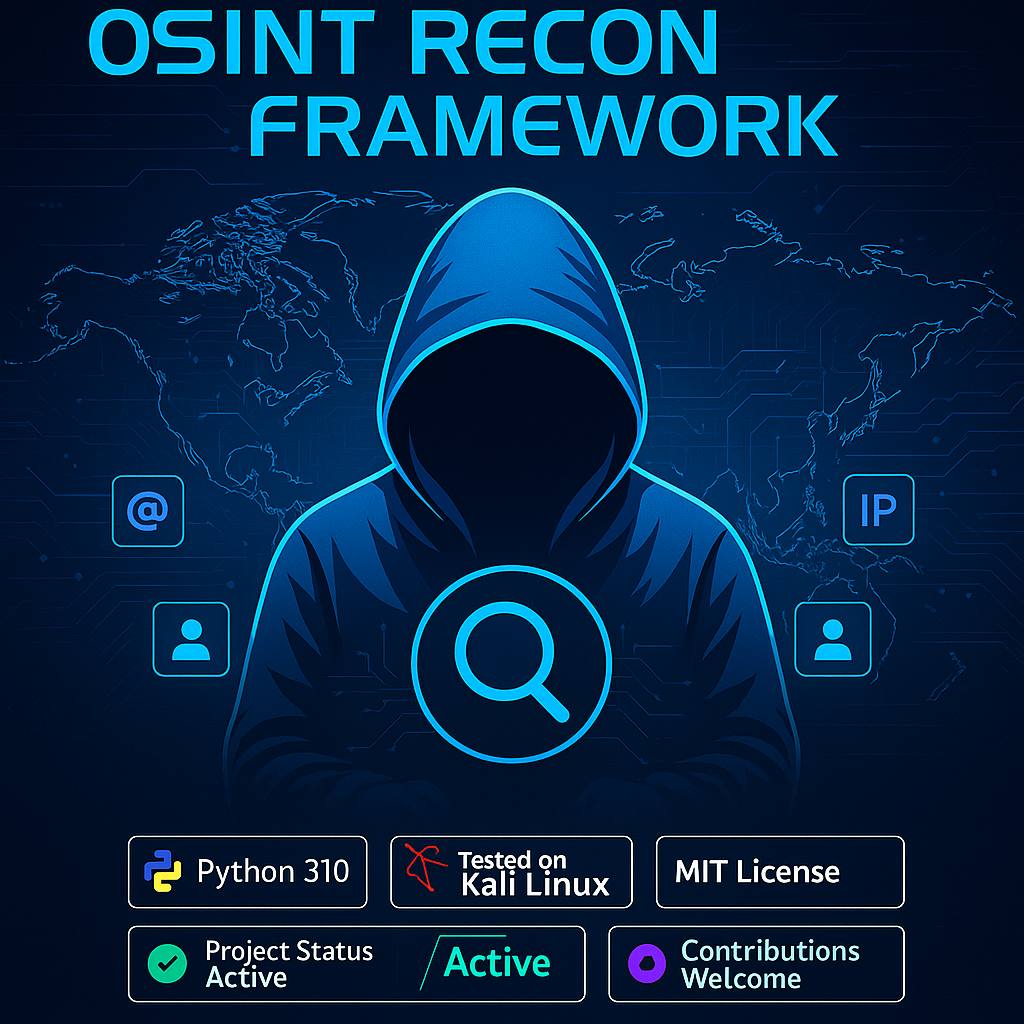 OSINT RECON
FRAMEWORK
@
IP
Python 310
Tested on
Kali Linux
MIT License
Project Status
Active
Active
Contributions
Welcome